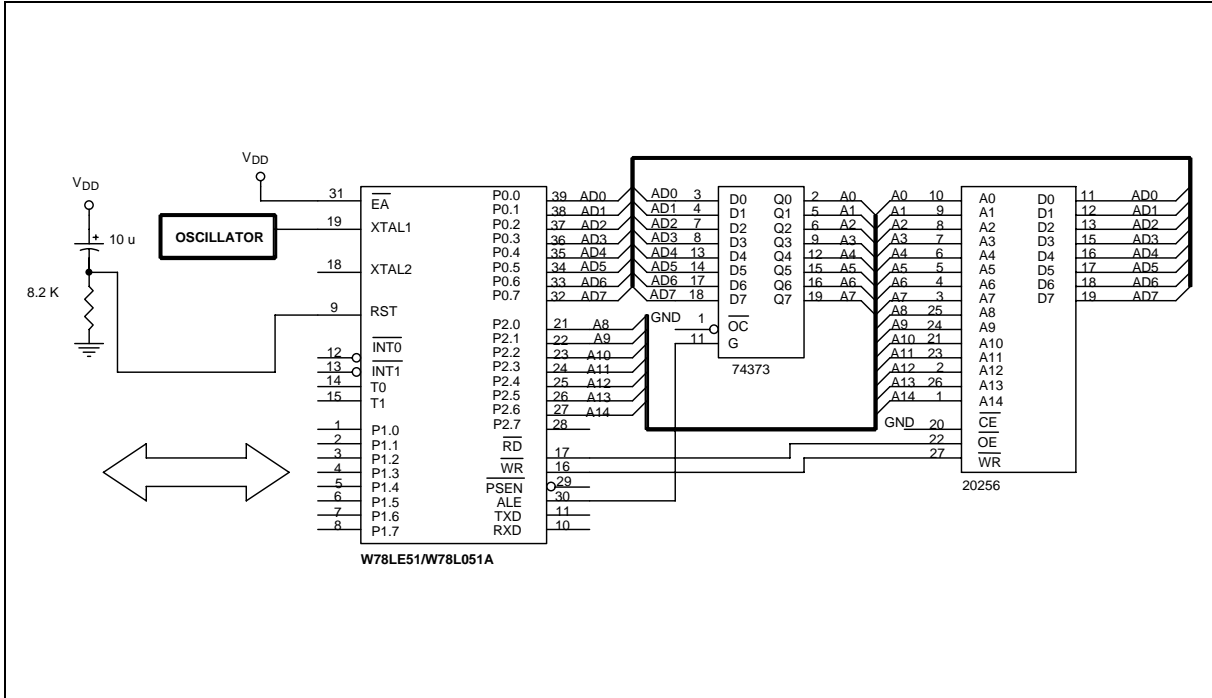 VDD
VDD
10 u
8.2 K
OSCILLATOR
31 EA
19 XTAL1
18 XTAL2
9 RST
12 INT0
13 INT1
14 T0
15 T1
1 P1.0
2 P1.1
3 P1.2
4 P1.3
5 P1.4
6 P1.5
7 P1.6
8 P1.7
P0.0 39 AD0
P0.1 38 AD1
P0.2 37 AD2
P0.3 36 AD3
P0.4 35 AD4
P0.5 34 AD5
P0.6 33 AD6
P0.7 32 AD7
P2.0 21 A8
P2.1 22 A9
P2.2 23 A10
P2.3 24 A11
P2.4 25 A12
P2.5 26 A13
P2.6 27 A14
P2.7 28
RD 17
WR 16
PSEN 29
ALE 30
TXD 11
RXD 10
W78LE51/W78L051A
AD0 3 D0 Q0 2 A0
AD1 4 D1 Q1 5 A1
AD2 7 D2 Q2 6 A2
AD3 8 D3 Q3 9 A3
AD4 13 D4 Q4 12 A4
AD5 14 D5 Q5 15 A5
AD6 17 D6 Q6 16 A6
AD7 18 D7 Q7 19 A7
GND 1 OC
11 G
74373
A0 10 A0 D0 11 AD0
A1 9 A1 D1 12 AD1
A2 8 A2 D2 13 AD2
A3 7 A3 D3 15 AD3
A4 6 A4 D4 16 AD4
A5 5 A5 D5 17 AD5
A6 4 A6 D6 18 AD6
A7 3 A7 D7 19 AD7
A8 25 A8
A9 24 A9
A10 21 A10
A11 23 A11
A12 2 A12
A13 26 A13
A14 1 A14
GND 20 CE
22 OE
27 WR
20256